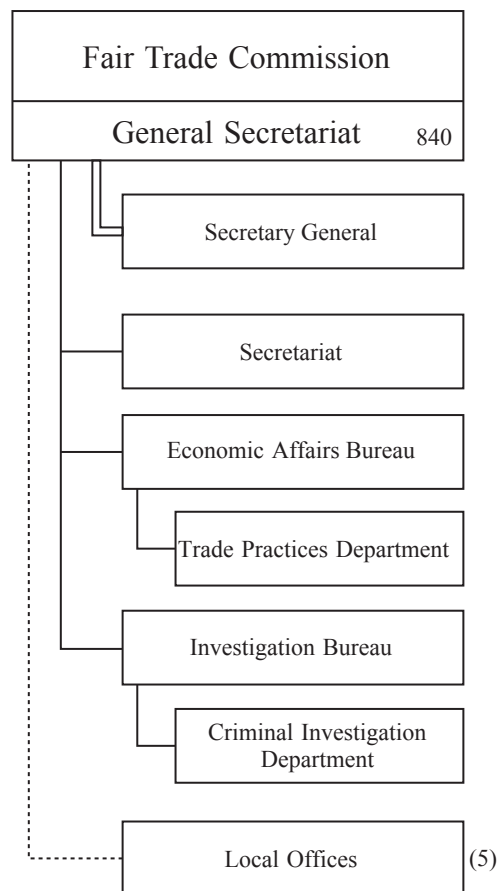 Fair Trade Commission
General Secretariat 840
Secretary General
Secretariat
Economic Affairs Bureau
Trade Practices Department
Investigation Bureau
Criminal Investigation
Department
Local Offices (5)